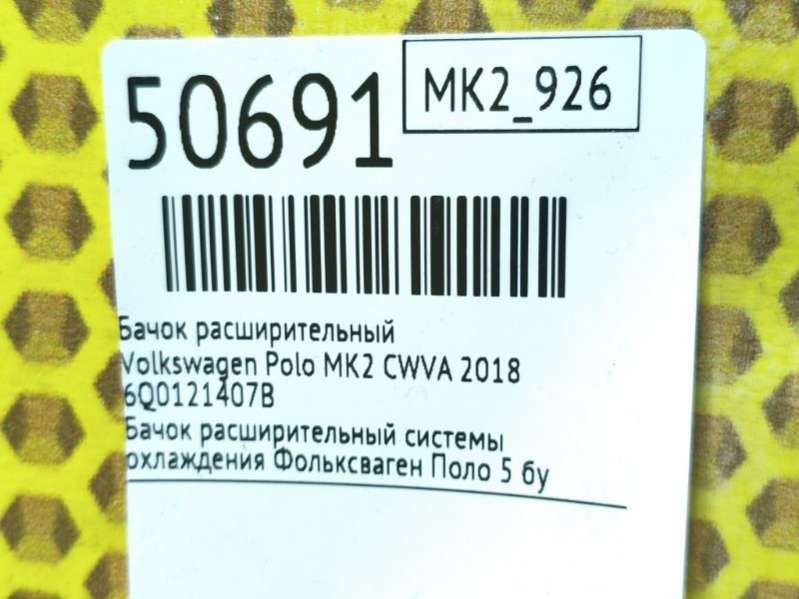 50691
MK2_926
Бачок расширительный
Volkswagen Polo MK2 CWVA 2018
6Q0121407B
Бачок расширительный системы
охлаждения Фольксваген Поло 5 бу